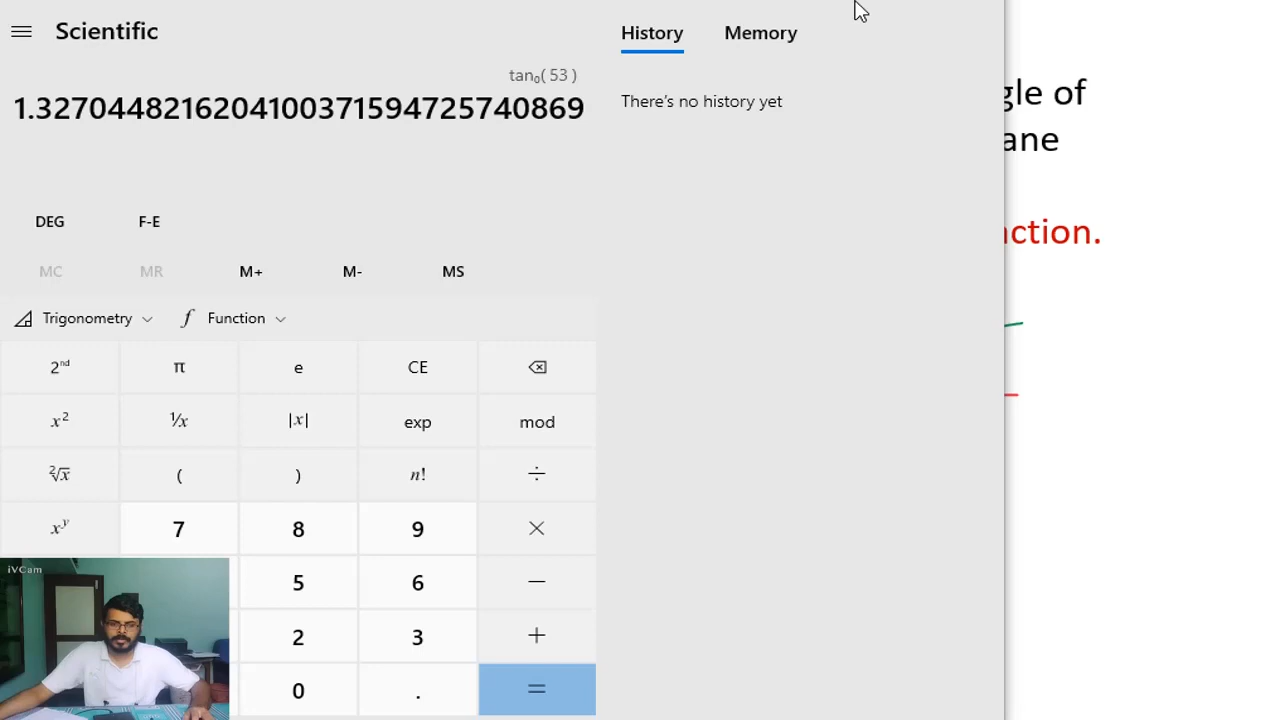 Scientific
tan₀( 53 )
1.3270448216204100371594725740869
DEG F-E
MC MR M+ M- MS
Trigonometry Function
2ⁿᵈ π e CE
x² ⅟x |x| exp mod
²√x ( ) n! ÷
xʸ 7 8 9 ×
5 6 −
2 3 +
0 . =
iVCam
History Memory
There's no history yet
gle of
ane
ction.